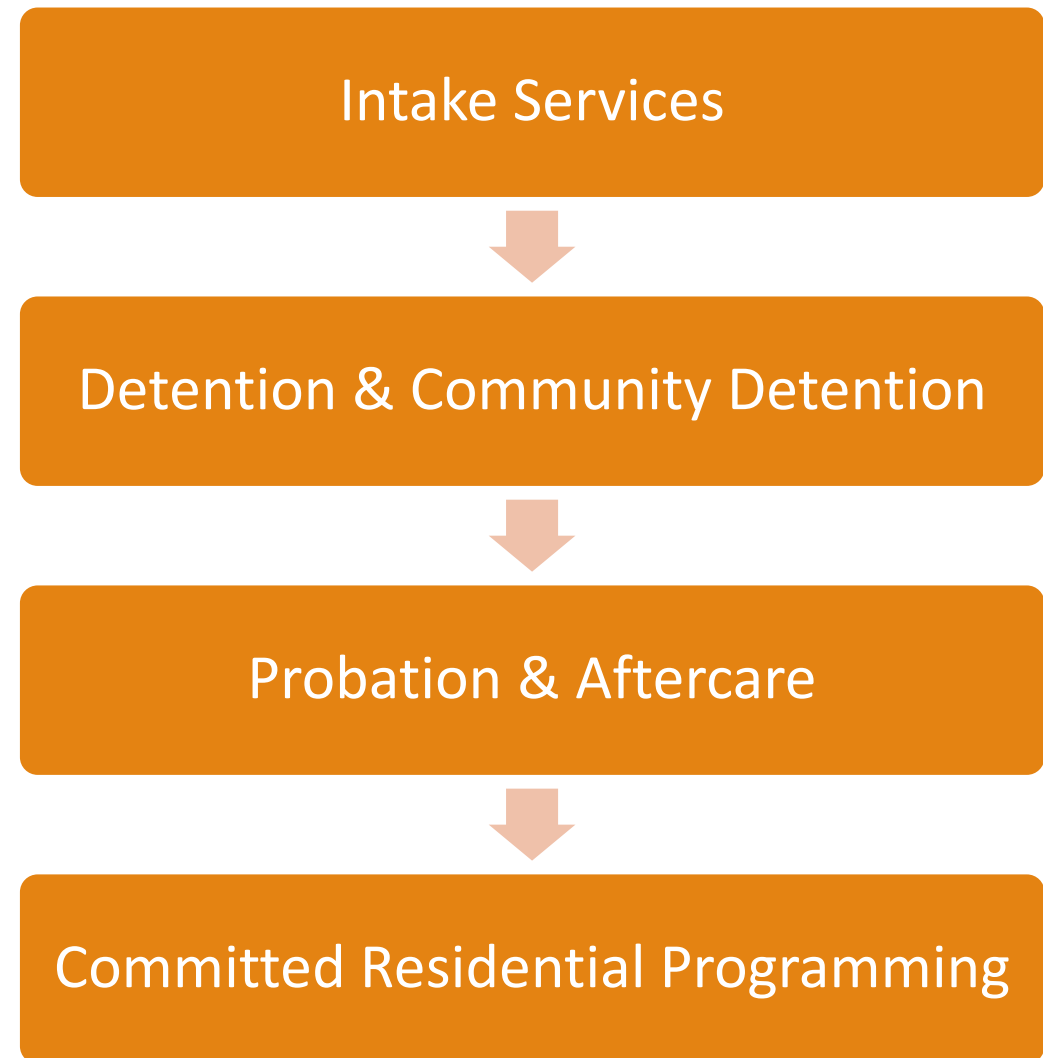 Intake Services
Detention & Community Detention
Probation & Aftercare
Committed Residential Programming